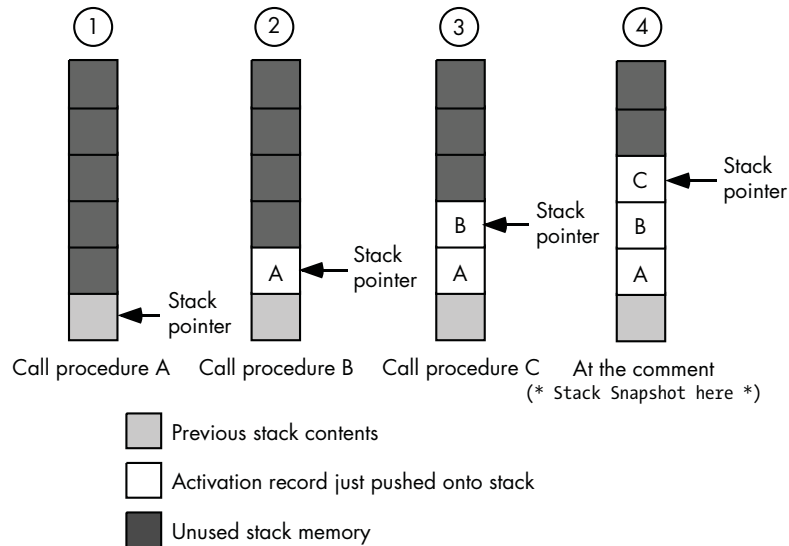 1 2 3 4
C
Stack
pointer
B
Stack
pointer
B
A
Stack
pointer
A
A
Stack
pointer
Call procedure A
Call procedure B
Call procedure C
At the comment
(* Stack Snapshot here *)
Previous stack contents
Activation record just pushed onto stack
Unused stack memory